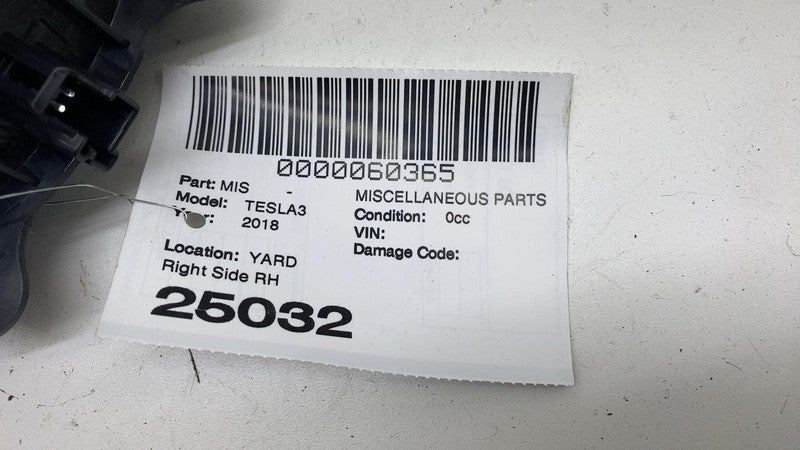 0000060365
Part: MIS - MISCELLANEOUS PARTS
Model: TESLA3 Condition: 0cc
2018 VIN:
Damage Code:
Location: YARD
Right Side RH
25032